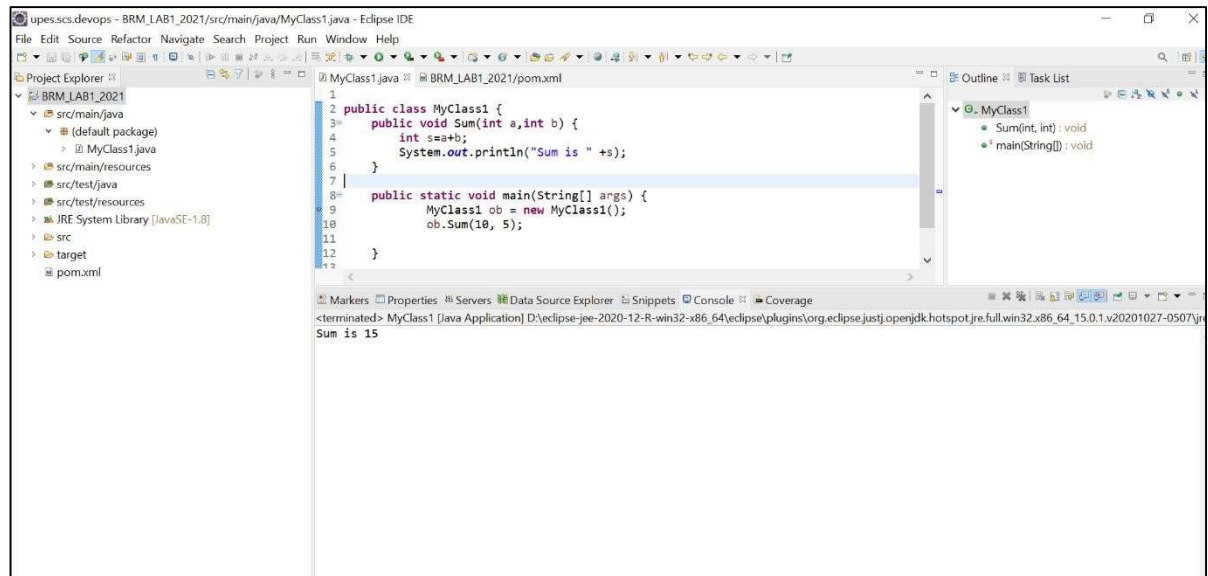 upes.scs.devops - BRM_LAB1_2021/src/main/java/MyClass1.java - Eclipse IDE
File Edit Source Refactor Navigate Search Project Run Window Help
Project Explorer
BRM_LAB1_2021
src/main/java
(default package)
MyClass1.java
src/main/resources
src/test/java
src/test/resources
JRE System Library [JavaSE-1.8]
src
target
pom.xml
MyClass1.java BRM_LAB1_2021/pom.xml
1
2 public class MyClass1 {
3 public void Sum(int a,int b) {
4 int s=a+b;
5 System.out.println("Sum is " +s);
6 }
7
8 public static void main(String[] args) {
9 MyClass1 ob = new MyClass1();
10 ob.Sum(10, 5);
11
12 }
13
Outline Task List
MyClass1
Sum(int, int) : void
main(String[]) : void
Markers Properties Servers Data Source Explorer Snippets Console Coverage
<terminated> MyClass1 [Java Application] D:\eclipse-jee-2020-12-R-win32-x86_64\eclipse\plugins\org.eclipse.justj.openjdk.hotspot.jre.full.win32.x86_64_15.0.1.v20201027-0507\jr
Sum is 15